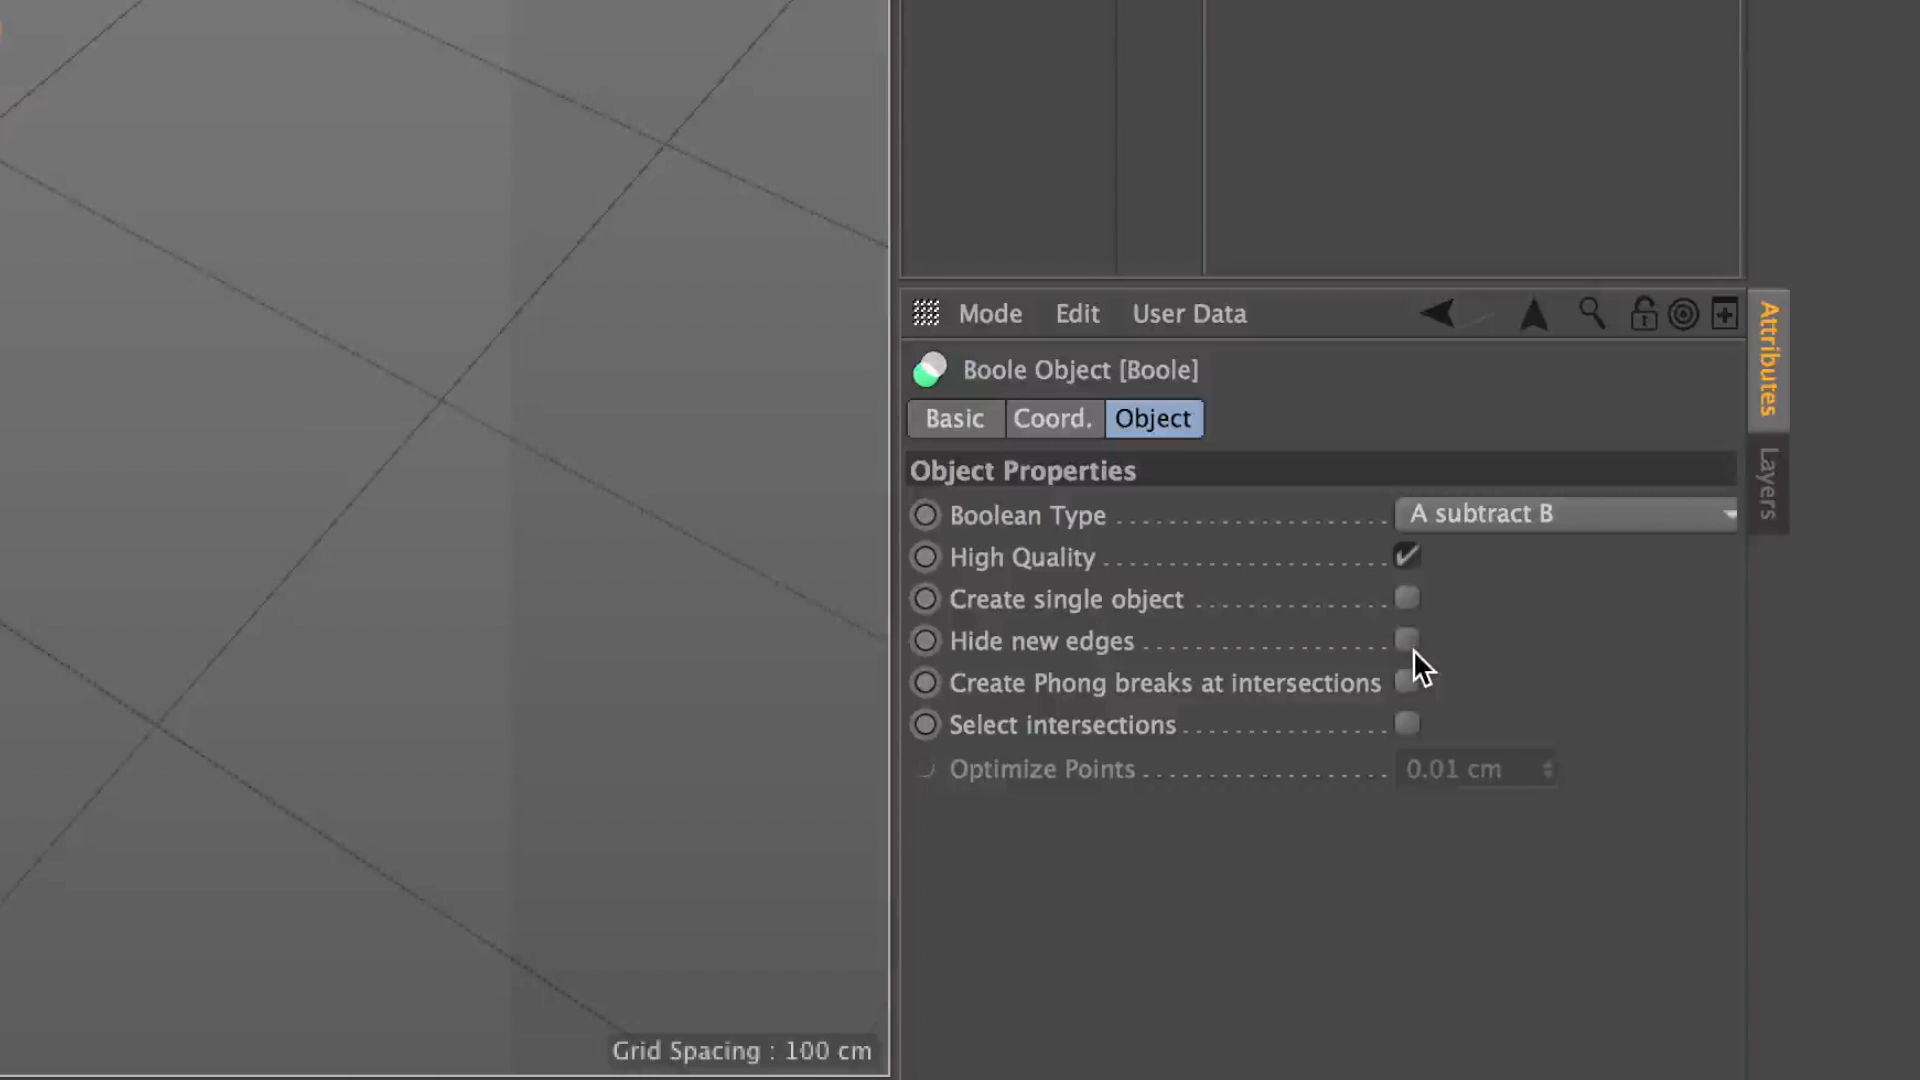 Mode Edit User Data
Boole Object [Boole]
Basic Coord. Object
Object Properties
Boolean Type A subtract B
High Quality
Create single object
Hide new edges
Create Phong breaks at intersections
Select intersections
Optimize Points 0.01 cm
Attributes
Layers
Grid Spacing : 100 cm